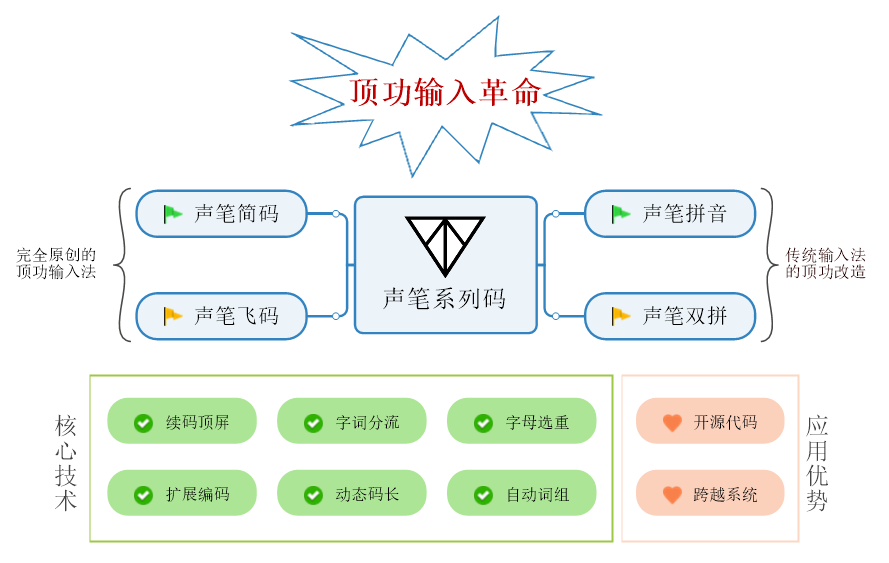 顶功输入革命
声笔简码
声笔拼音
完全原创的
顶功输入法
声笔系列码
传统输入法
的顶功改造
声笔飞码
声笔双拼
核心技术
续码顶屏
字词分流
字母选重
扩展编码
动态码长
自动词组
开源代码
跨越系统
应用优势